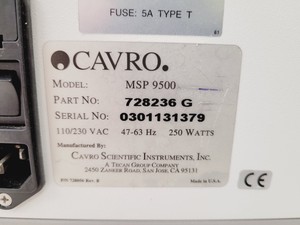 FUSE: 5A TYPE T
CAVRO.
MODEL: MSP 9500
PART NO: 728236 G
SERIAL NO: 0301131379
110/230 VAC 47-63 Hz 250 WATTS
Manufactured By:
CAVRO SCIENTIFIC INSTRUMENTS, INC.
A TECAN GROUP COMPANY
2450 ZANKER ROAD, SAN JOSE, CA 95131
Made in U.S.A.
CE